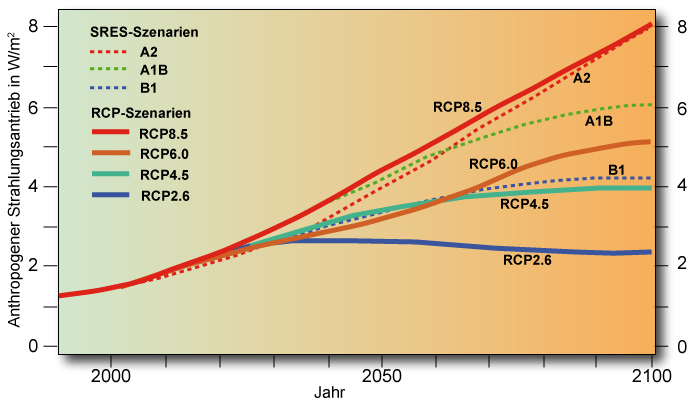 Anthropogener Strahlungsantrieb in W/m²
8
6
4
2
0
SRES-Szenarien
A2
A1B
B1
RCP-Szenarien
RCP8.5
RCP6.0
RCP4.5
RCP2.6
RCP8.5
A2
A1B
RCP6.0
B1
RCP4.5
RCP2.6
8
6
4
2
0
2000
2050
2100
Jahr